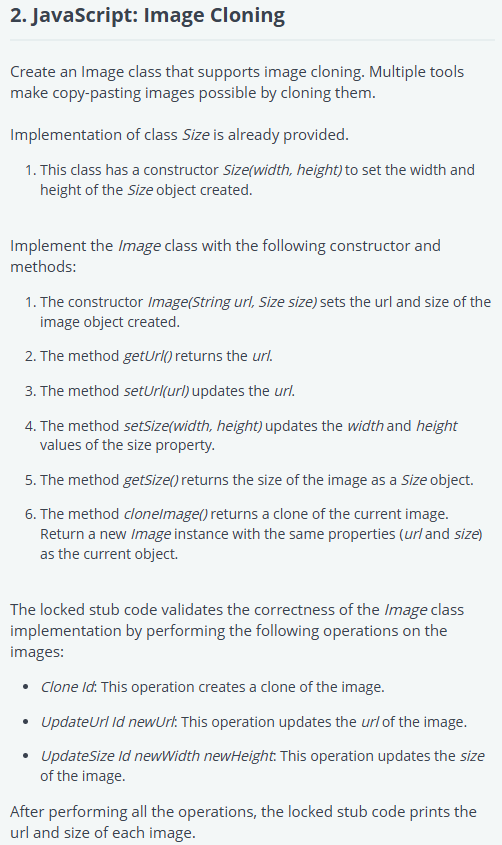 2. JavaScript: Image Cloning
Create an Image class that supports image cloning. Multiple tools
make copy-pasting images possible by cloning them.
Implementation of class Size is already provided.
1. This class has a constructor Size(width, height) to set the width and
height of the Size object created.
Implement the Image class with the following constructor and
methods:
1. The constructor Image(String url, Size size) sets the url and size of the
image object created.
2. The method getUrl() returns the url.
3. The method setUrl(url) updates the url.
4. The method setSize(width, height) updates the width and height
values of the size property.
5. The method getSize() returns the size of the image as a Size object.
6. The method cloneImage() returns a clone of the current image.
Return a new Image instance with the same properties (url and size)
as the current object.
The locked stub code validates the correctness of the Image class
implementation by performing the following operations on the
images:
• Clone Id: This operation creates a clone of the image.
• UpdateUrl Id newUrl: This operation updates the url of the image.
• UpdateSize Id newWidth newHeight: This operation updates the size
of the image.
After performing all the operations, the locked stub code prints the
url and size of each image.